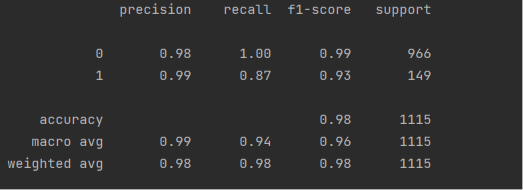 precision recall f1-score support
0 0.98 1.00 0.99 966
1 0.99 0.87 0.93 149
accuracy 0.98 1115
macro avg 0.99 0.94 0.96 1115
weighted avg 0.98 0.98 0.98 1115